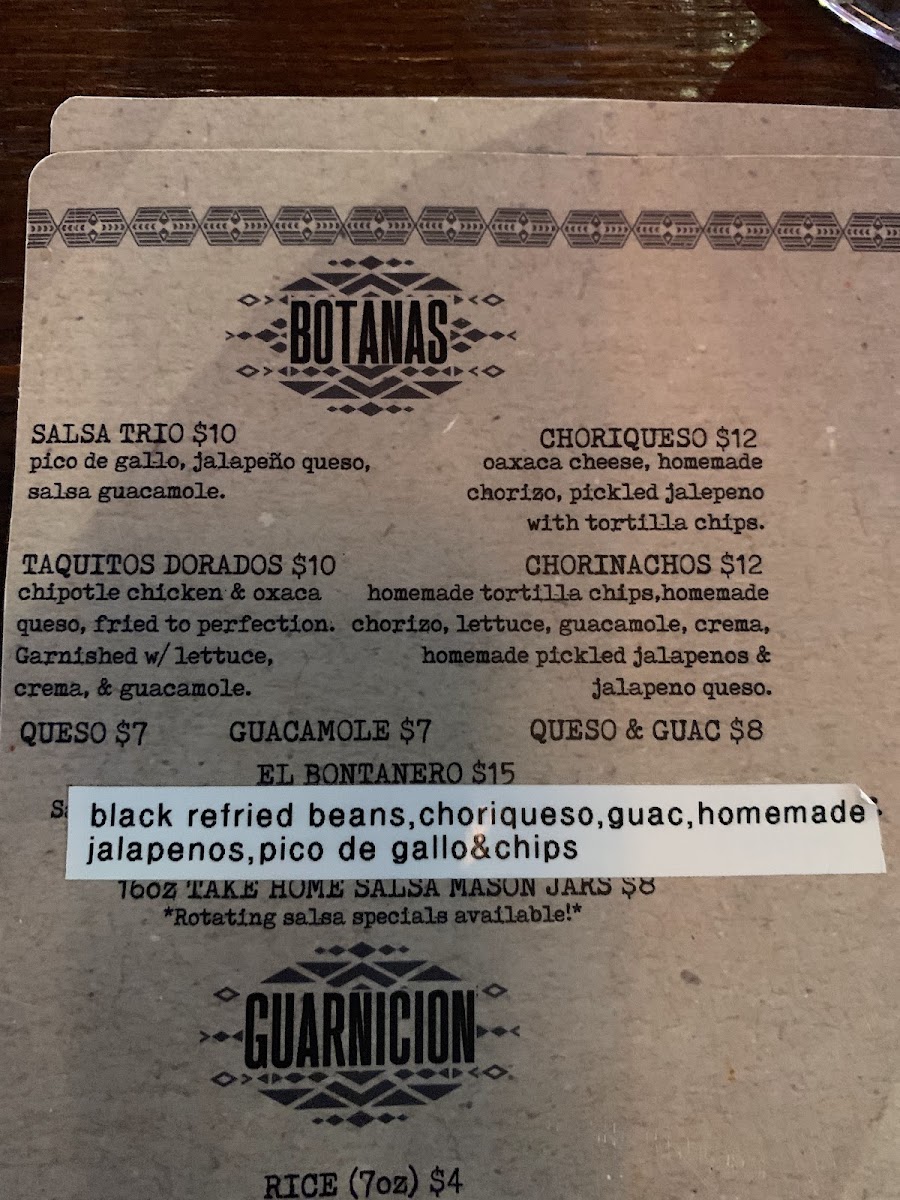 BOTANAS
SALSA TRIO $10
pico de gallo, jalapeño queso,
salsa guacamole.
CHORIQUESO $12
oaxaca cheese, homemade
chorizo, pickled jalepeno
with tortilla chips.
TAQUITOS DORADOS $10
chipotle chicken & oxaca
queso, fried to perfection.
Garnished w/ lettuce,
crema, & guacamole.
CHORINACHOS $12
homemade tortilla chips,homemade
chorizo, lettuce, guacamole, crema,
homemade pickled jalapenos &
jalapeno queso.
QUESO $7 GUACAMOLE $7 QUESO & GUAC $8
EL BONTANERO $15
black refried beans,choriqueso,guac,homemade
jalapenos,pico de gallo&chips
16oz TAKE HOME SALSA MASON JARS $8
*Rotating salsa specials available!*
GUARNICION
RICE (7oz) $4